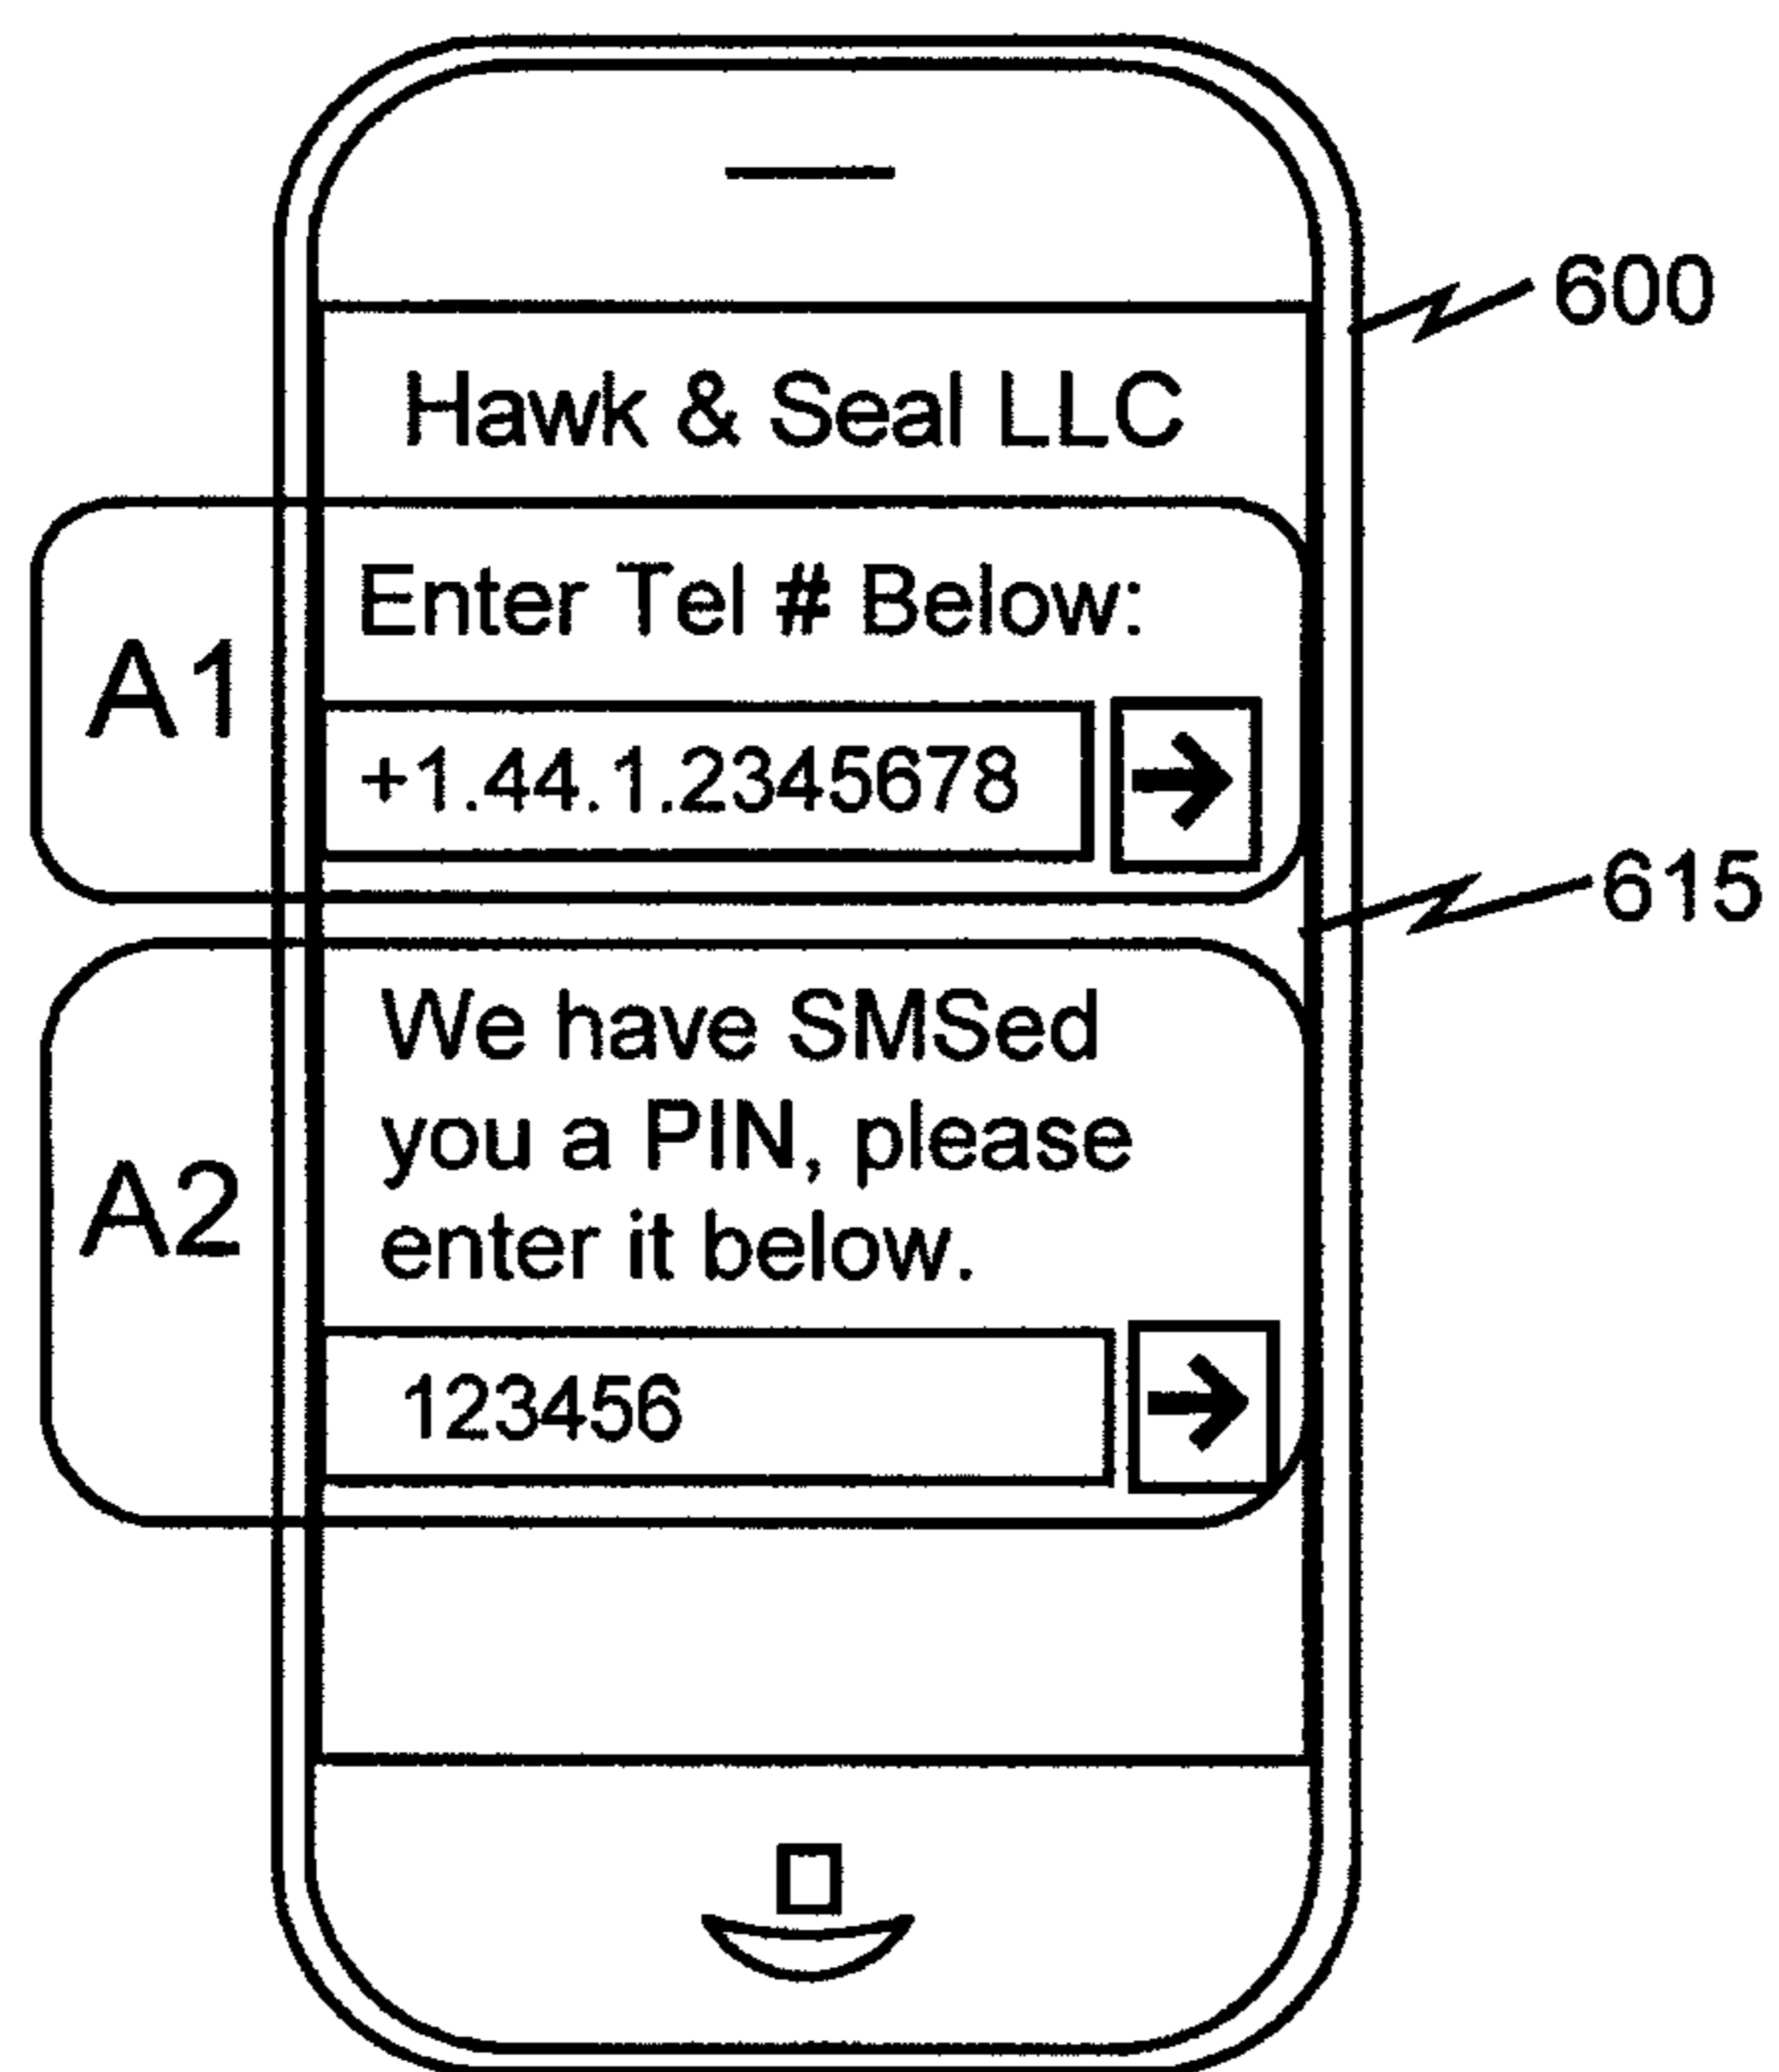 600
Hawk & Seal LLC
A1
Enter Tel # Below:
+1.44.1.2345678
615
A2
We have SMSed
you a PIN, please
enter it below.
123456